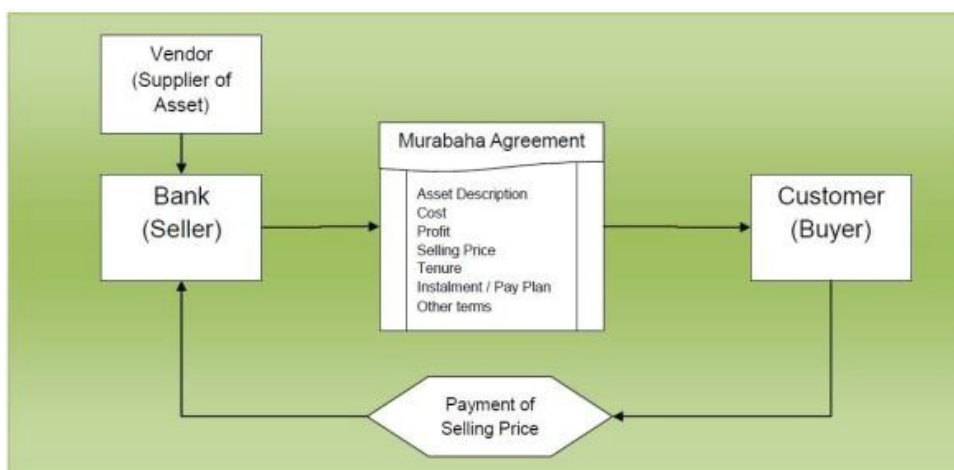 Vendor
(Supplier of
Asset)
Bank
(Seller)
Murabaha Agreement
Asset Description
Cost
Profit
Selling Price
Tenure
Instalment / Pay Plan
Other terms
Customer
(Buyer)
Payment of
Selling Price